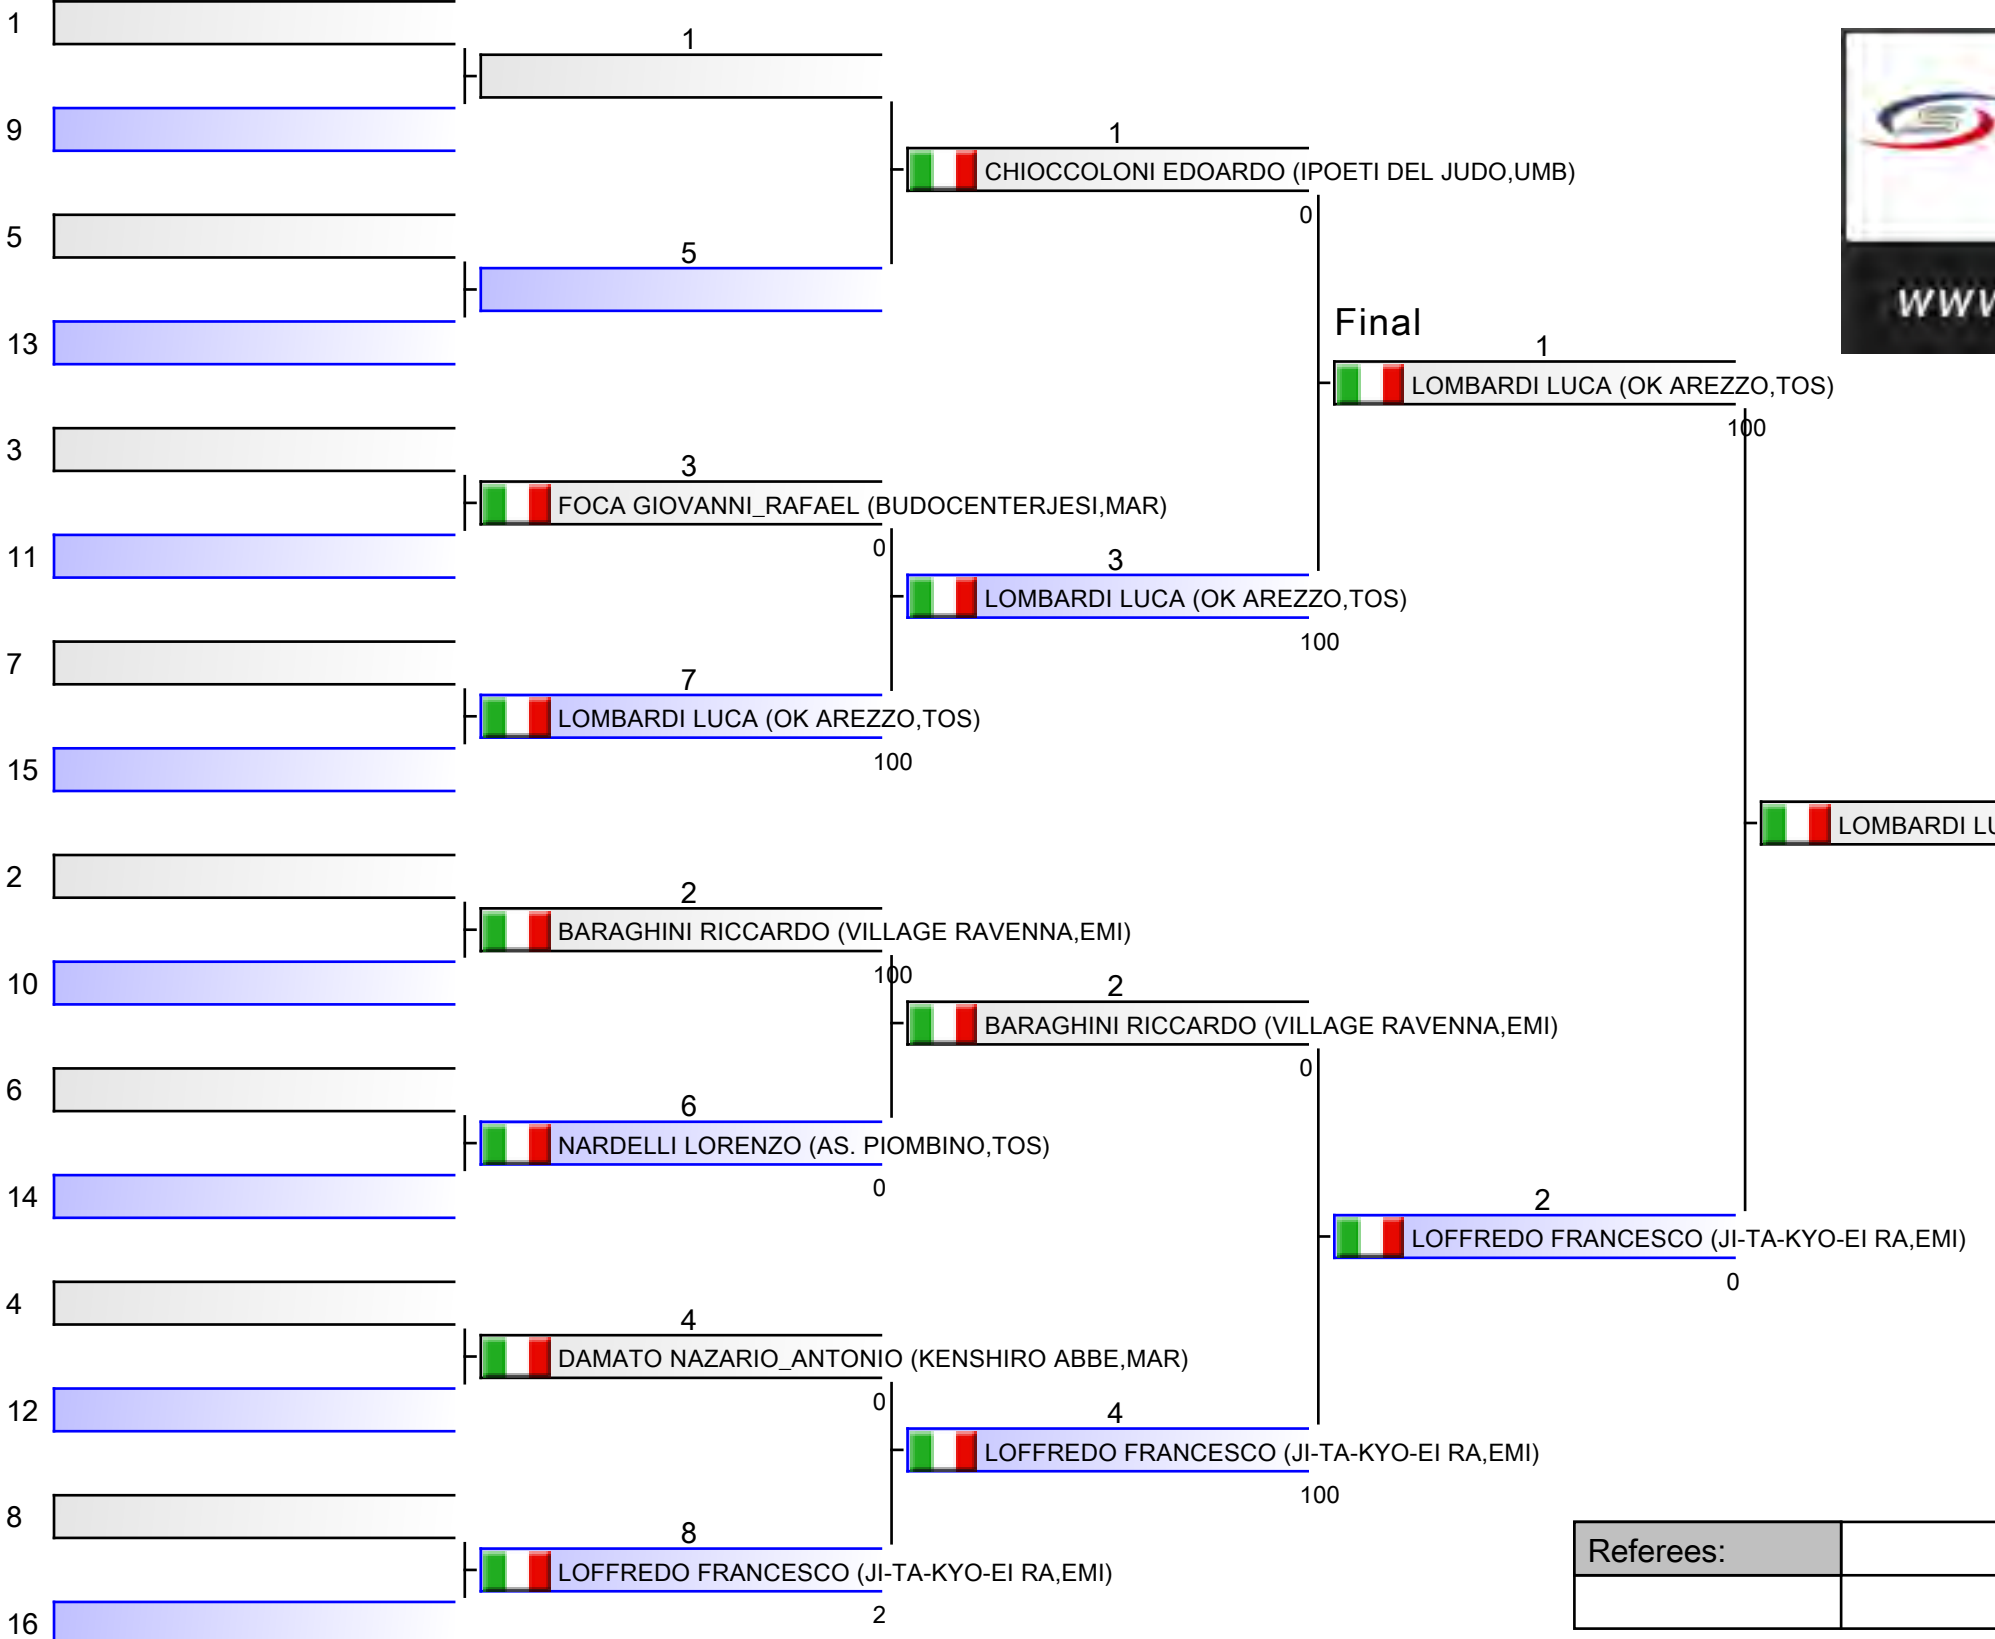 1
1
9
1
CHIOCCOLONI EDOARDO (IPOETI DEL JUDO,UMB)
0
5
5
13
Final
1
LOMBARDI LUCA (OK AREZZO,TOS)
100
www
3
3
FOCA GIOVANNI_RAFAEL (BUDOCENTERJESI,MAR)
0
11
3
LOMBARDI LUCA (OK AREZZO,TOS)
100
7
7
LOMBARDI LUCA (OK AREZZO,TOS)
100
15
LOMBARDI LU
2
2
BARAGHINI RICCARDO (VILLAGE RAVENNA,EMI)
100
10
2
BARAGHINI RICCARDO (VILLAGE RAVENNA,EMI)
0
6
6
NARDELLI LORENZO (AS. PIOMBINO,TOS)
0
14
2
LOFFREDO FRANCESCO (JI-TA-KYO-EI RA,EMI)
0
4
4
DAMATO NAZARIO_ANTONIO (KENSHIRO ABBE,MAR)
0
12
4
LOFFREDO FRANCESCO (JI-TA-KYO-EI RA,EMI)
100
8
8
LOFFREDO FRANCESCO (JI-TA-KYO-EI RA,EMI)
2
16
Referees: